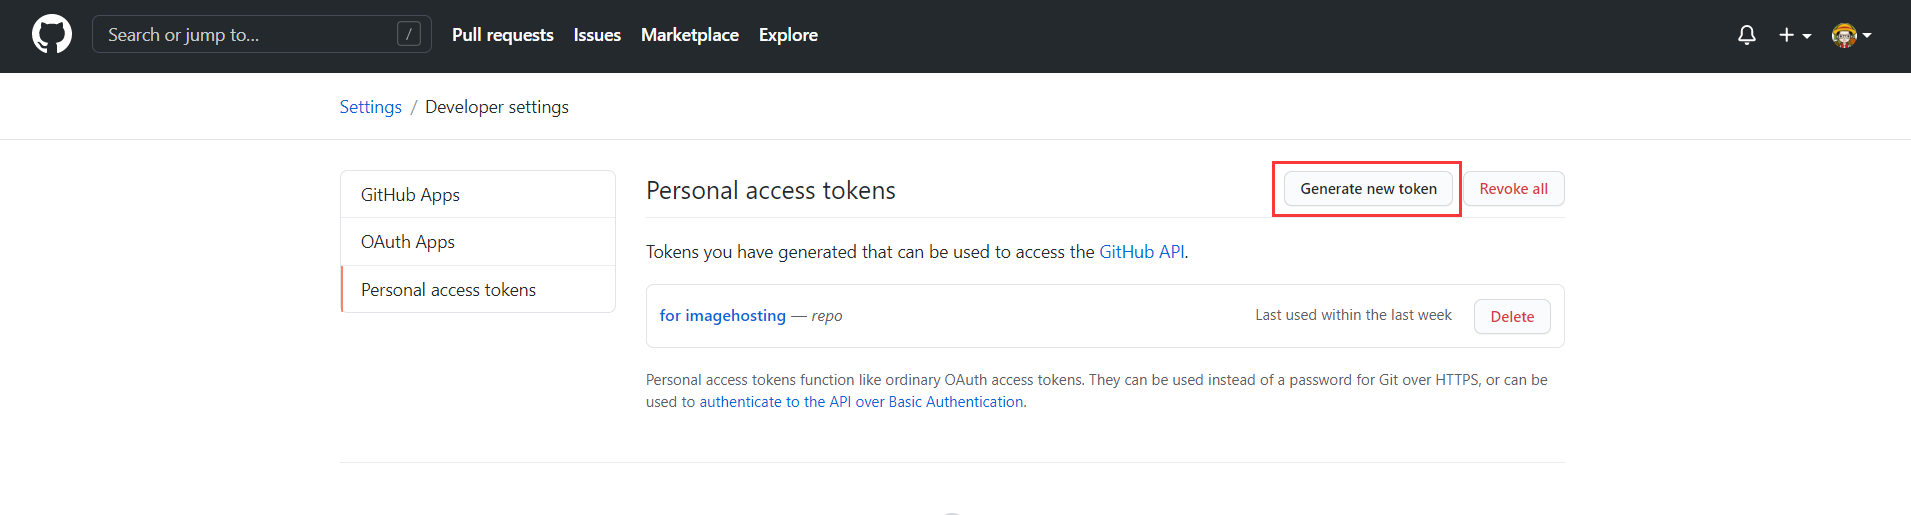 Search or jump to... / Pull requests Issues Marketplace Explore
Settings / Developer settings
GitHub Apps
OAuth Apps
Personal access tokens
Personal access tokens Generate new token Revoke all
Tokens you have generated that can be used to access the GitHub API.
for imagehosting — repo Last used within the last week Delete
Personal access tokens function like ordinary OAuth access tokens. They can be used instead of a password for Git over HTTPS, or can be
used to authenticate to the API over Basic Authentication.